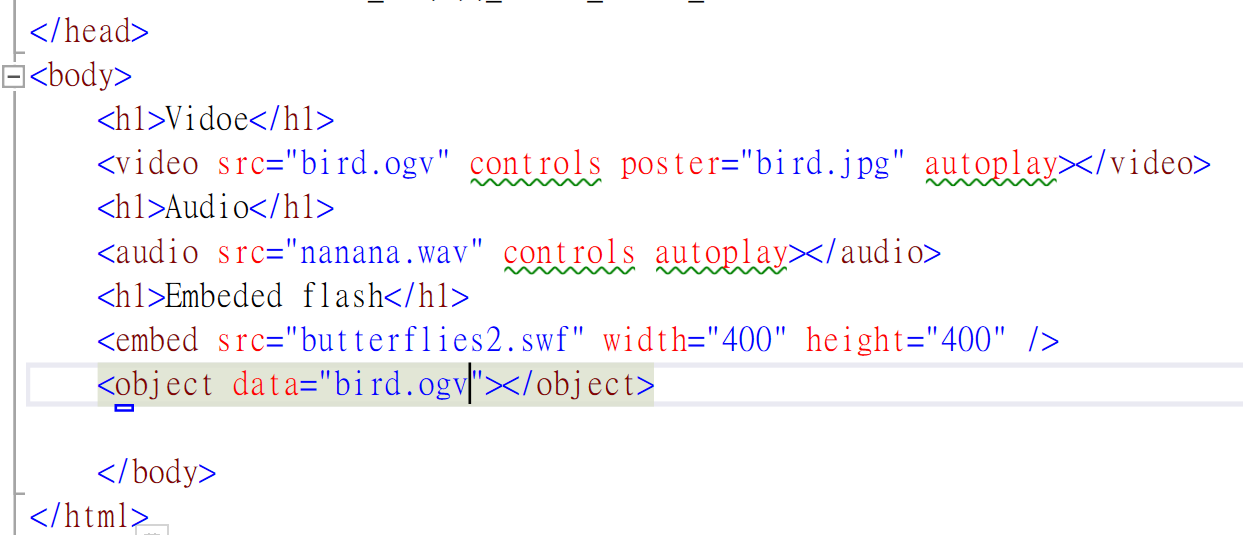 </head>
<body>
<h1>Vidoe</h1>
<video src="bird.ogv" controls poster="bird.jpg" autoplay></video>
<h1>Audio</h1>
<audio src="nanana.wav" controls autoplay></audio>
<h1>Embeded flash</h1>
<embed src="butterflies2.swf" width="400" height="400" />
<object data="bird.ogv"></object>
</body>
</html>